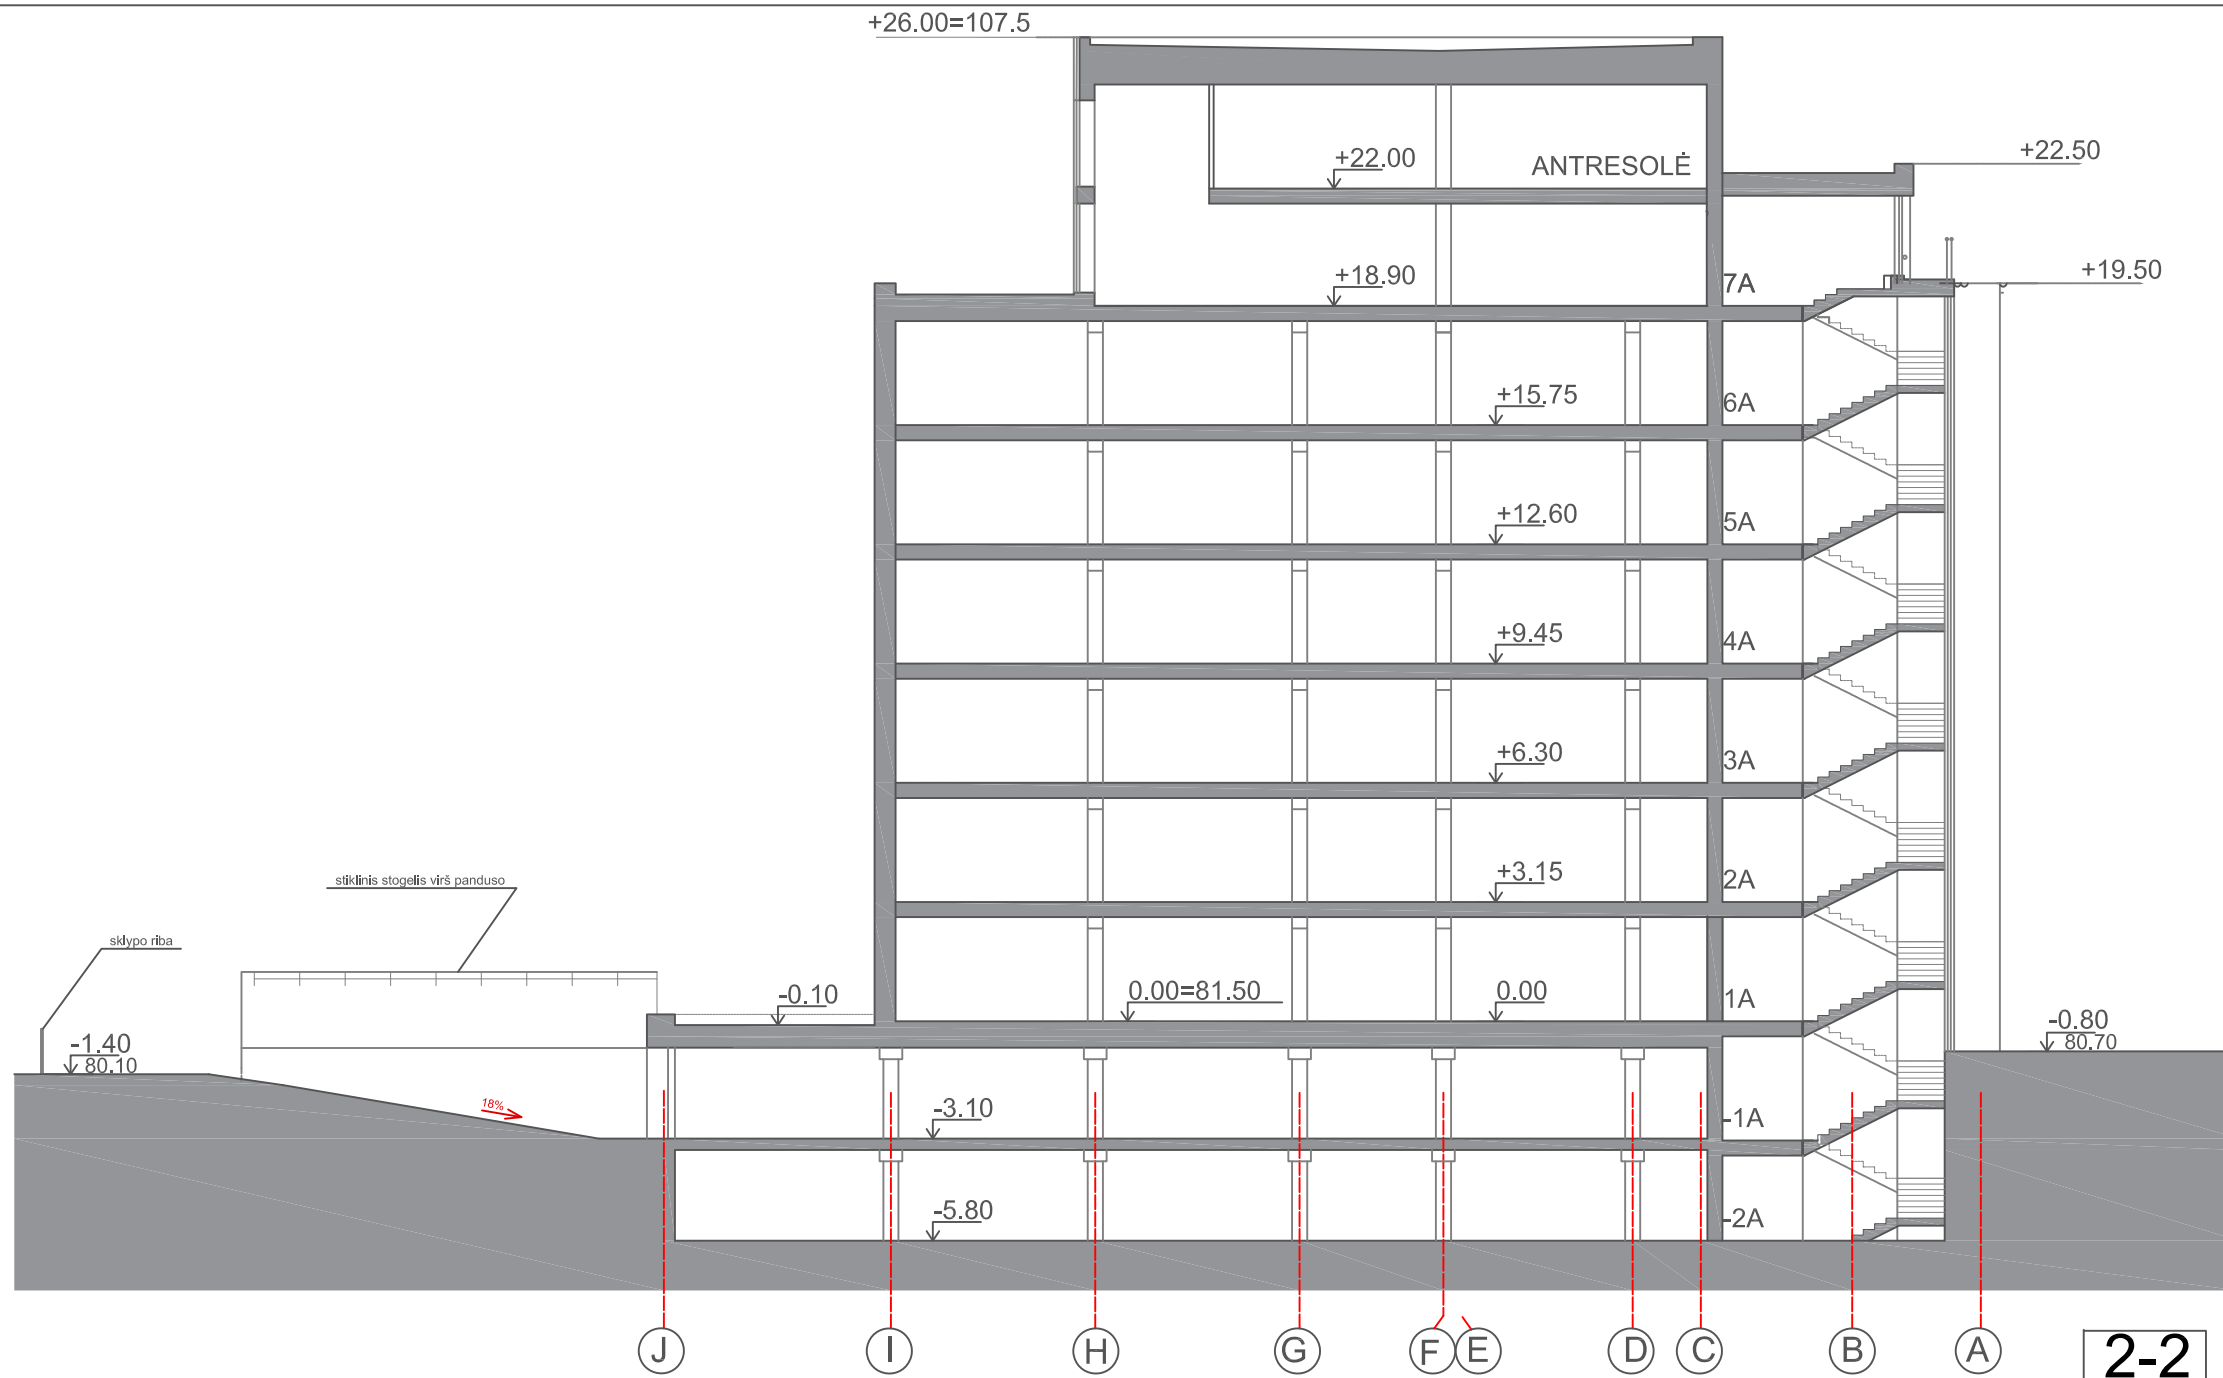 +26.00=107.5
+22.00
ANTRESOLĖ
+22.50
+18.90
7A
+19.50
+15.75
6A
+12.60
5A
+9.45
4A
+6.30
3A
stiklinis stogelis virš panduso
+3.15
2A
sklypo riba
-0.10
0.00=81.50
0.00
1A
-1.40
80.10
-0.80
80.70
18%
-3.10
-1A
-5.80
-2A
J
I
H
G
F
E
D
C
B
A
2-2